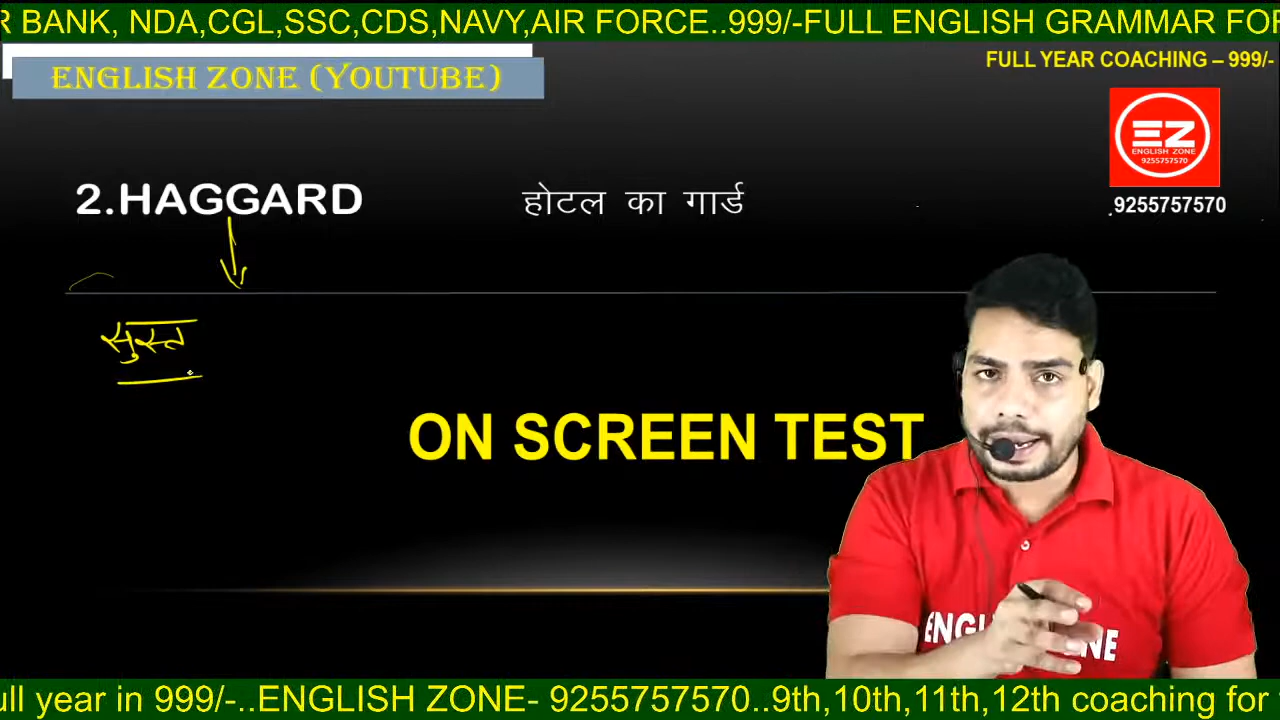 R BANK, NDA,CGL,SSC,CDS,NAVY,AIR FORCE..999/-FULL ENGLISH GRAMMAR FOR
FULL YEAR COACHING – 999/-
ENGLISH ZONE (YOUTUBE)
EZ
ENGLISH ZONE
9255757570
9255757570
2.HAGGARD होटल का गार्ड
सुस्त
ON SCREEN TEST
ENGLISH ZONE
ull year in 999/-..ENGLISH ZONE- 9255757570..9th,10th,11th,12th coaching for